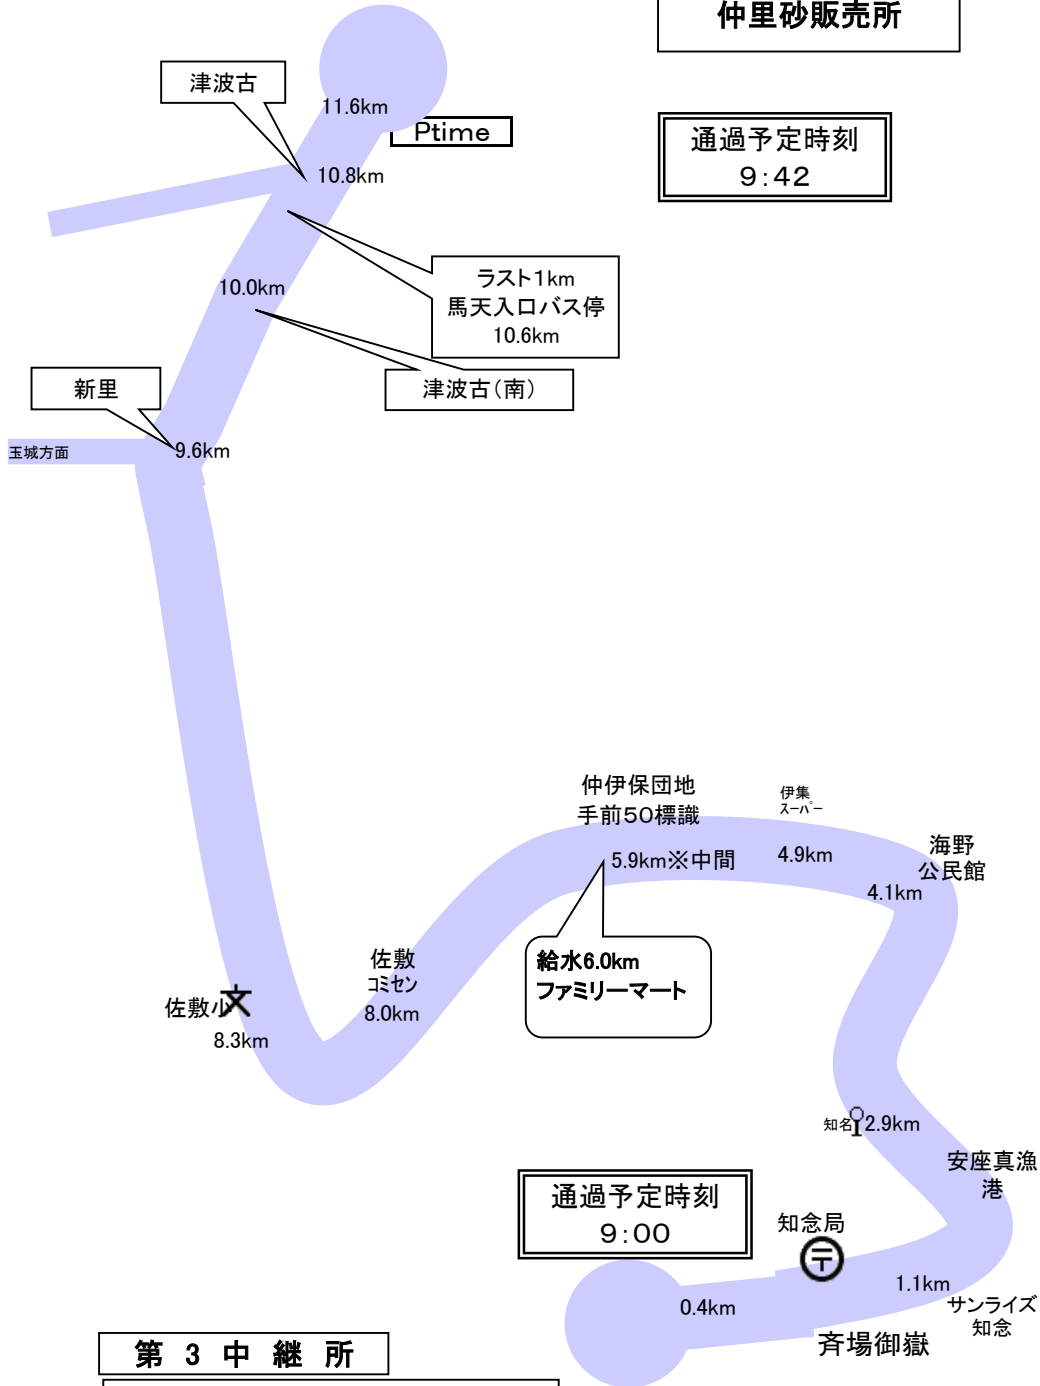 仲里砂販売所
津波古
11.6km
Ptime
通過予定時刻
9:42
10.8km
ラスト1km
馬天入口バス停
10.6km
10.0km
津波古(南)
新里
玉城方面
9.6km
仲伊保団地
手前50標識
伊集
スーパー
5.9km※中間
4.9km
海野
公民館
4.1km
給水6.0km
ファミリーマート
佐敷
コミセン
8.0km
佐敷小
文
8.3km
知名
2.9km
安座真漁
港
通過予定時刻
9:00
知念局
〒
1.1km
サンライズ
知念
0.4km
斉場御嶽
第 3 中 継 所